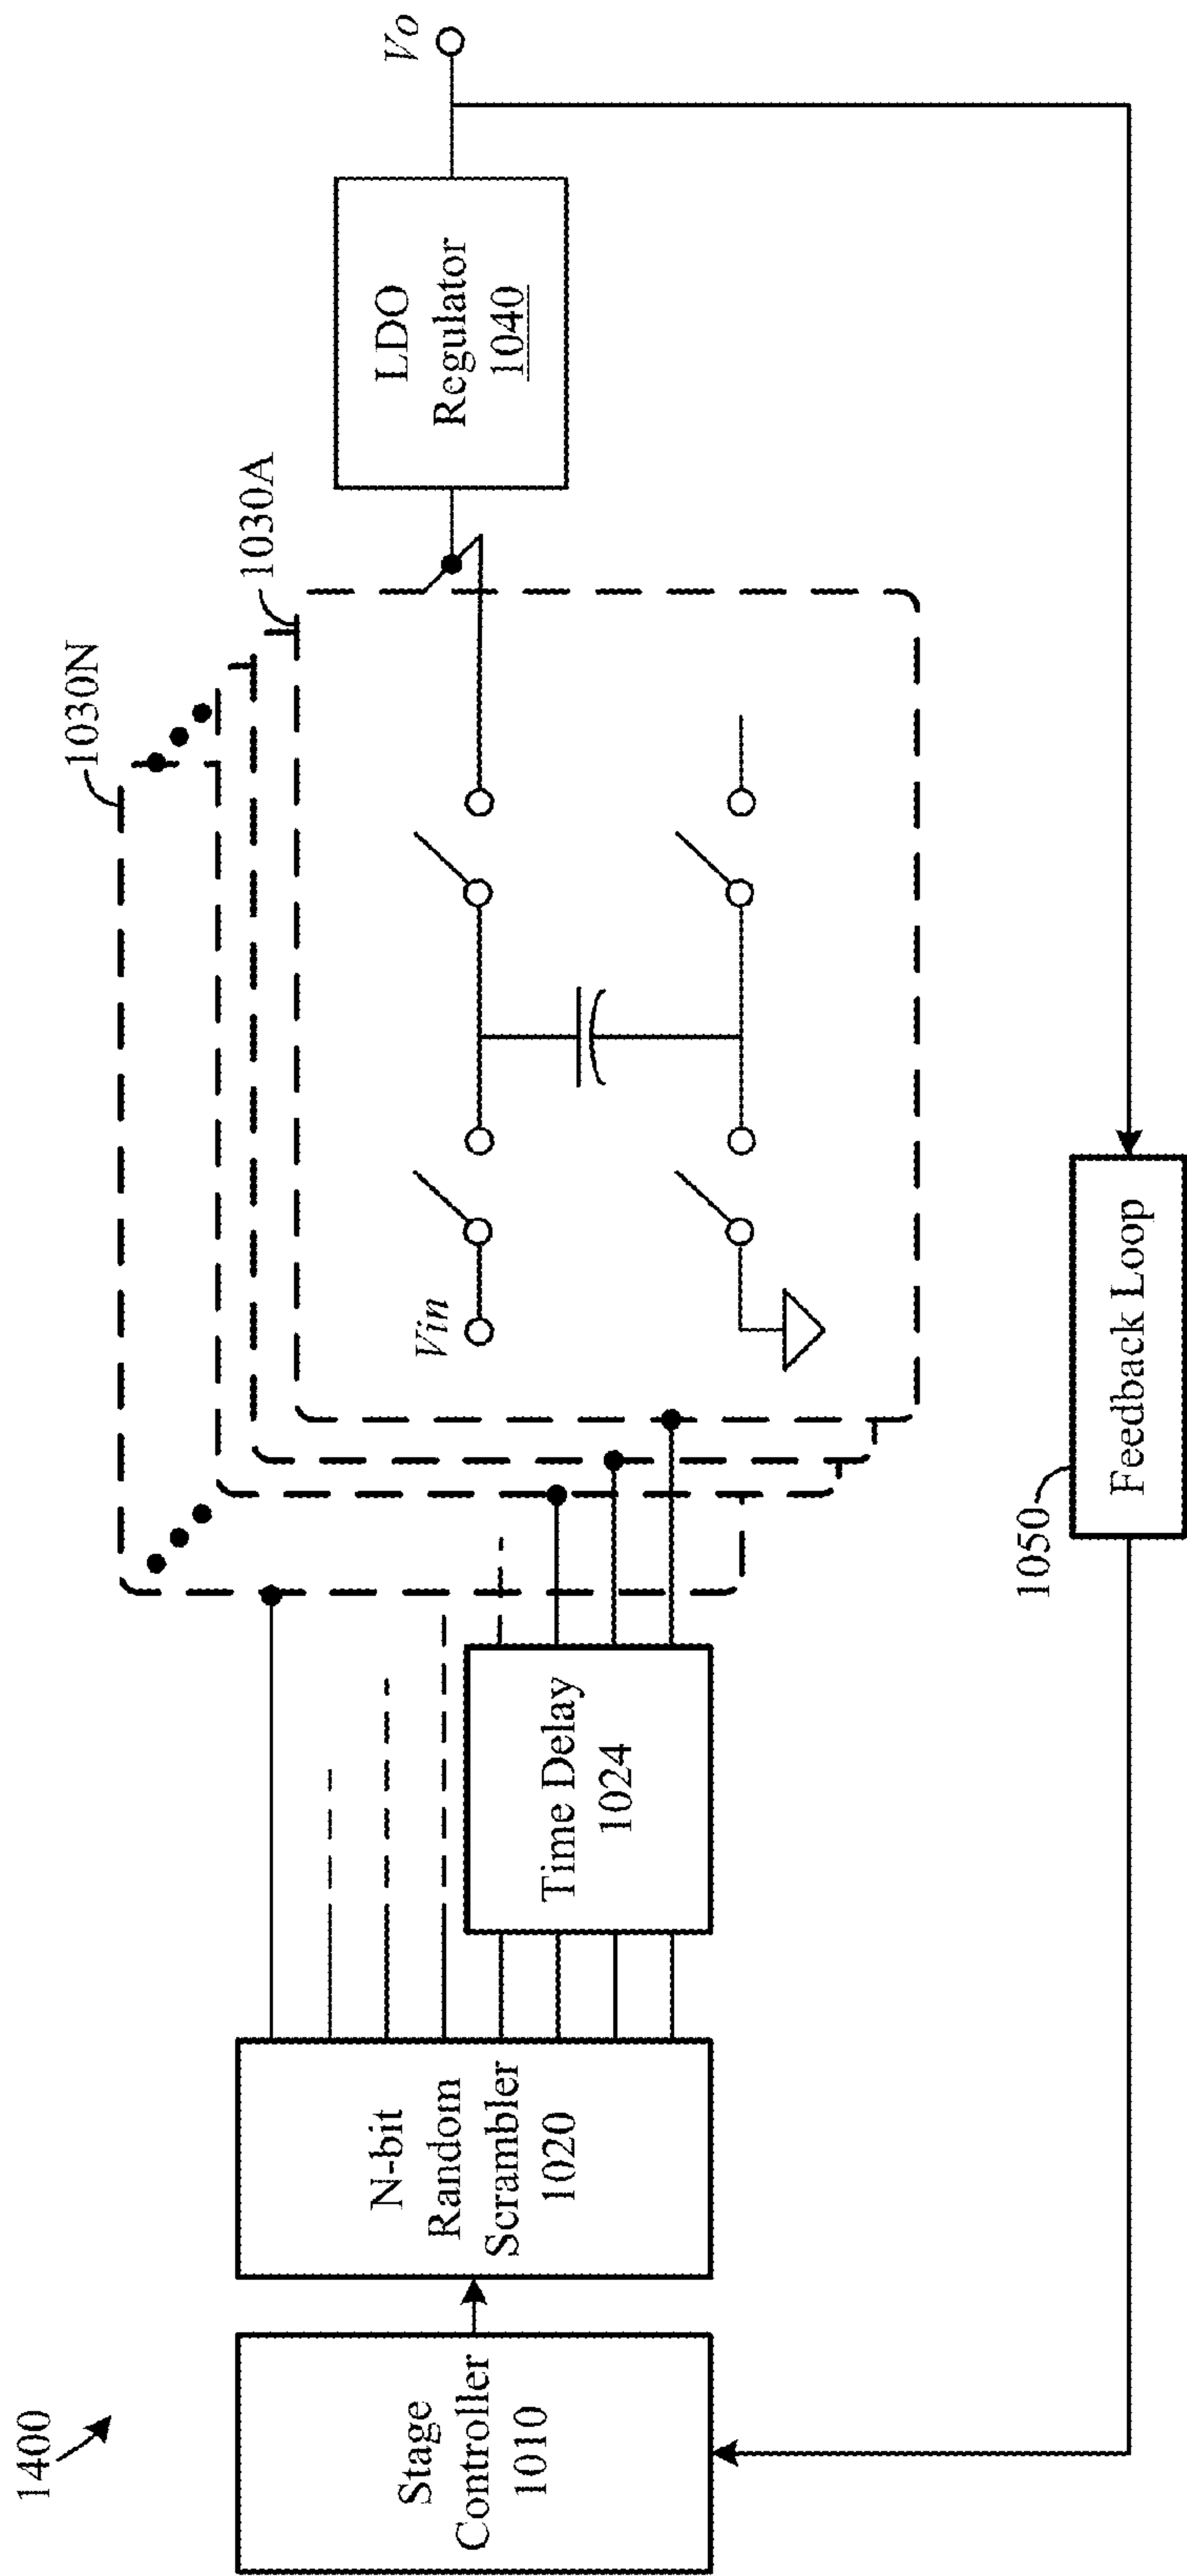 1400
Stage
Controller
1010
N-bit
Random
Scrambler
1020
Time Delay
1024
1030N
1030A
Vin
LDO
Regulator
1040
Vo
1050
Feedback Loop